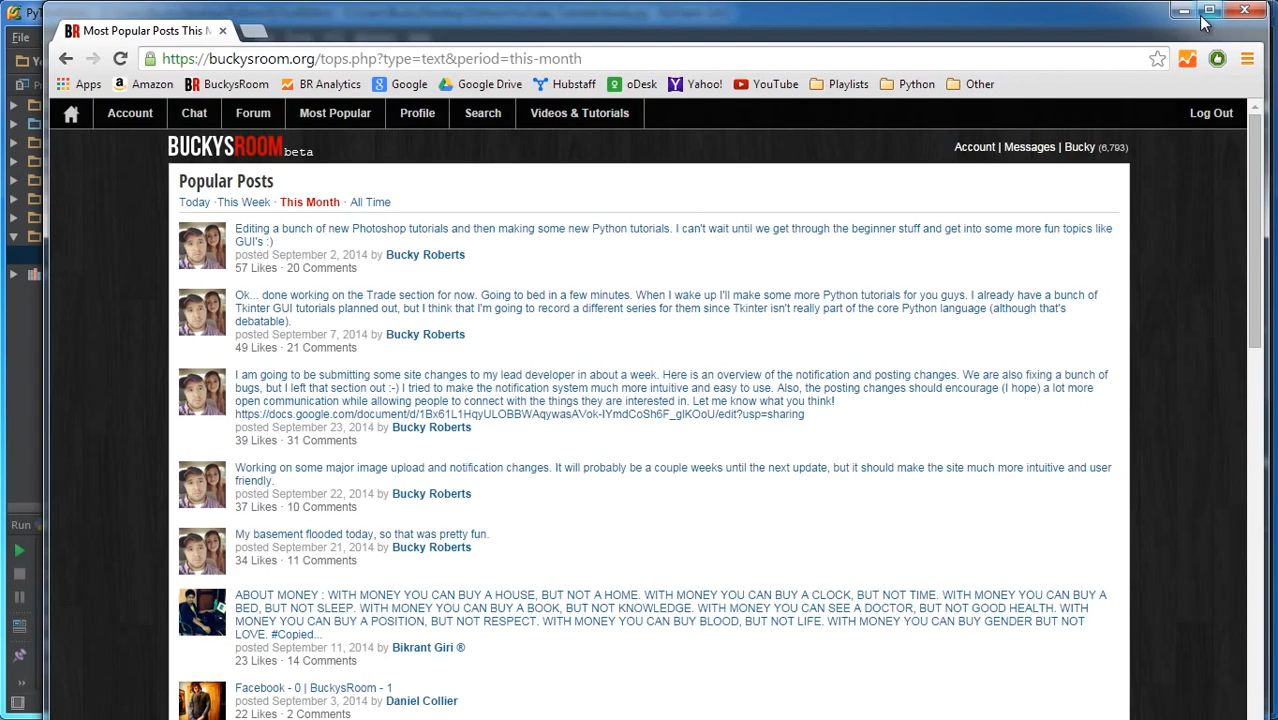 PyT
File
Yo
P
Run
»
BR Most Popular Posts This M ×
https://buckysroom.org/tops.php?type=text&period=this-month
Apps Amazon BR BuckysRoom BR Analytics Google Google Drive Hubstaff oDesk Yahoo! YouTube Playlists Python Other
Account Chat Forum Most Popular Profile Search Videos & Tutorials Log Out
BUCKYSROOM beta Account | Messages | Bucky (6,793)
Popular Posts
Today · This Week · This Month · All Time
Editing a bunch of new Photoshop tutorials and then making some new Python tutorials. I can't wait until we get through the beginner stuff and get into some more fun topics like
GUI's :)
posted September 2, 2014 by Bucky Roberts
57 Likes · 20 Comments
Ok... done working on the Trade section for now. Going to bed in a few minutes. When I wake up I'll make some more Python tutorials for you guys. I already have a bunch of
Tkinter GUI tutorials planned out, but I think that I'm going to record a different series for them since Tkinter isn't really part of the core Python language (although that's
debatable).
posted September 7, 2014 by Bucky Roberts
49 Likes · 21 Comments
I am going to be submitting some site changes to my lead developer in about a week. Here is an overview of the notification and posting changes. We are also fixing a bunch of
bugs, but I left that section out :-) I tried to make the notification system much more intuitive and easy to use. Also, the posting changes should encourage (I hope) a lot more
open communication while allowing people to connect with the things they are interested in. Let me know what you think!
https://docs.google.com/document/d/1Bx61L1HqyULOBBWAqywasAVok-IYmdCoSh6F_glKOoU/edit?usp=sharing
posted September 23, 2014 by Bucky Roberts
39 Likes · 31 Comments
Working on some major image upload and notification changes. It will probably be a couple weeks until the next update, but it should make the site much more intuitive and user
friendly.
posted September 22, 2014 by Bucky Roberts
37 Likes · 10 Comments
My basement flooded today, so that was pretty fun.
posted September 21, 2014 by Bucky Roberts
34 Likes · 11 Comments
ABOUT MONEY : WITH MONEY YOU CAN BUY A HOUSE, BUT NOT A HOME. WITH MONEY YOU CAN BUY A CLOCK, BUT NOT TIME. WITH MONEY YOU CAN BUY A
BED, BUT NOT SLEEP. WITH MONEY YOU CAN BUY A BOOK, BUT NOT KNOWLEDGE. WITH MONEY YOU CAN SEE A DOCTOR, BUT NOT GOOD HEALTH. WITH
MONEY YOU CAN BUY A POSITION, BUT NOT RESPECT. WITH MONEY YOU CAN BUY BLOOD, BUT NOT LIFE. WITH MONEY YOU CAN BUY GENDER BUT NOT
LOVE. #Copied...
posted September 11, 2014 by Bikrant Giri ®
23 Likes · 14 Comments
Facebook - 0 | BuckysRoom - 1
posted September 3, 2014 by Daniel Collier
22 Likes · 2 Comments